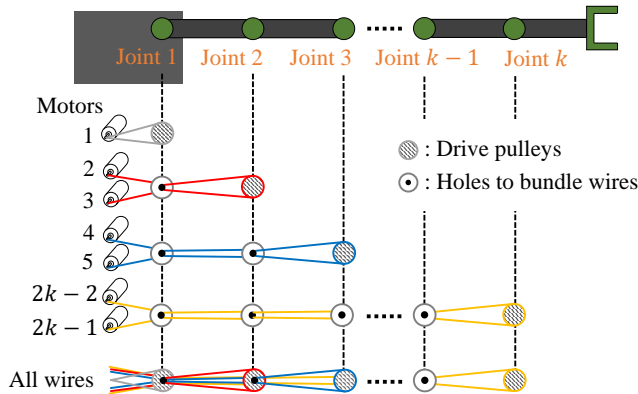 Joint 1 Joint 2 Joint 3 Joint k − 1 Joint k
Motors
1
2
3
: Drive pulleys
: Holes to bundle wires
4
5
2k − 2
2k − 1
All wires